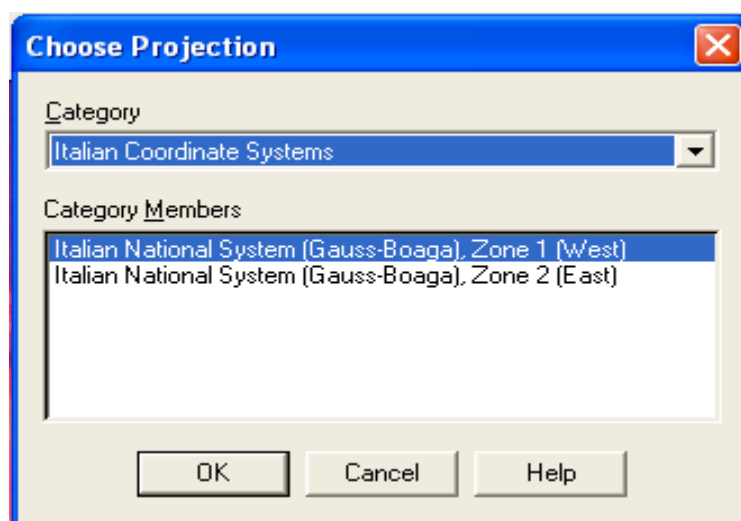 Choose Projection
Category
Italian Coordinate Systems
Category Members
Italian National System (Gauss-Boaga), Zone 1 (West)
Italian National System (Gauss-Boaga), Zone 2 (East)
OK Cancel Help